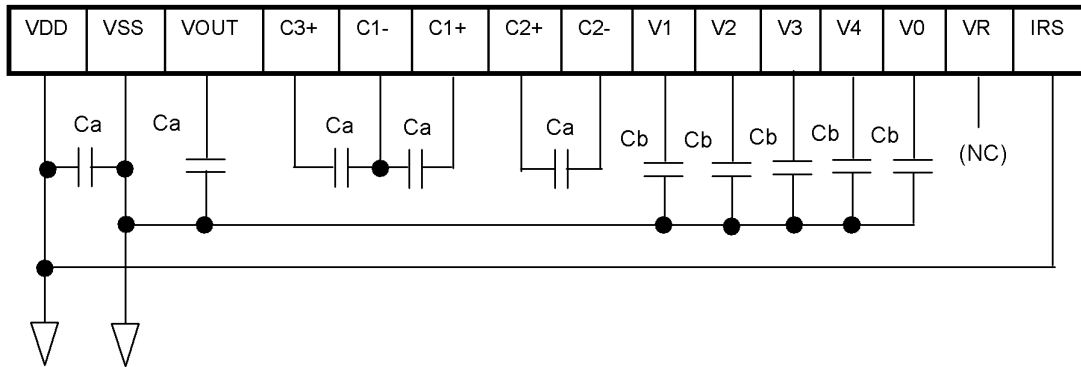 VDD VSS VOUT C3+ C1- C1+ C2+ C2- V1 V2 V3 V4 V0 VR IRS
Ca Ca Ca Ca Ca Cb Cb Cb Cb Cb
(NC)